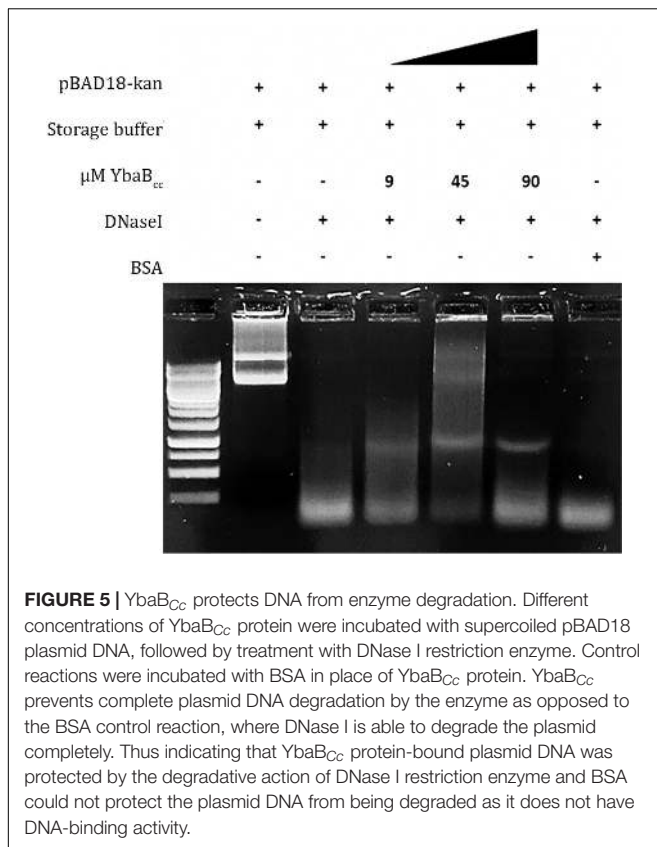 pBAD18-kan + + + + + +
Storage buffer + + + + + +
µM YbaBcc - - 9 45 90 -
DNaseI - + + + + +
BSA - - - - - +
FIGURE 5 | YbaBCc protects DNA from enzyme degradation. Different
concentrations of YbaBCc protein were incubated with supercoiled pBAD18
plasmid DNA, followed by treatment with DNase I restriction enzyme. Control
reactions were incubated with BSA in place of YbaBCc protein. YbaBCc
prevents complete plasmid DNA degradation by the enzyme as opposed to
the BSA control reaction, where DNase I is able to degrade the plasmid
completely. Thus indicating that YbaBCc protein-bound plasmid DNA was
protected by the degradative action of DNase I restriction enzyme and BSA
could not protect the plasmid DNA from being degraded as it does not have
DNA-binding activity.